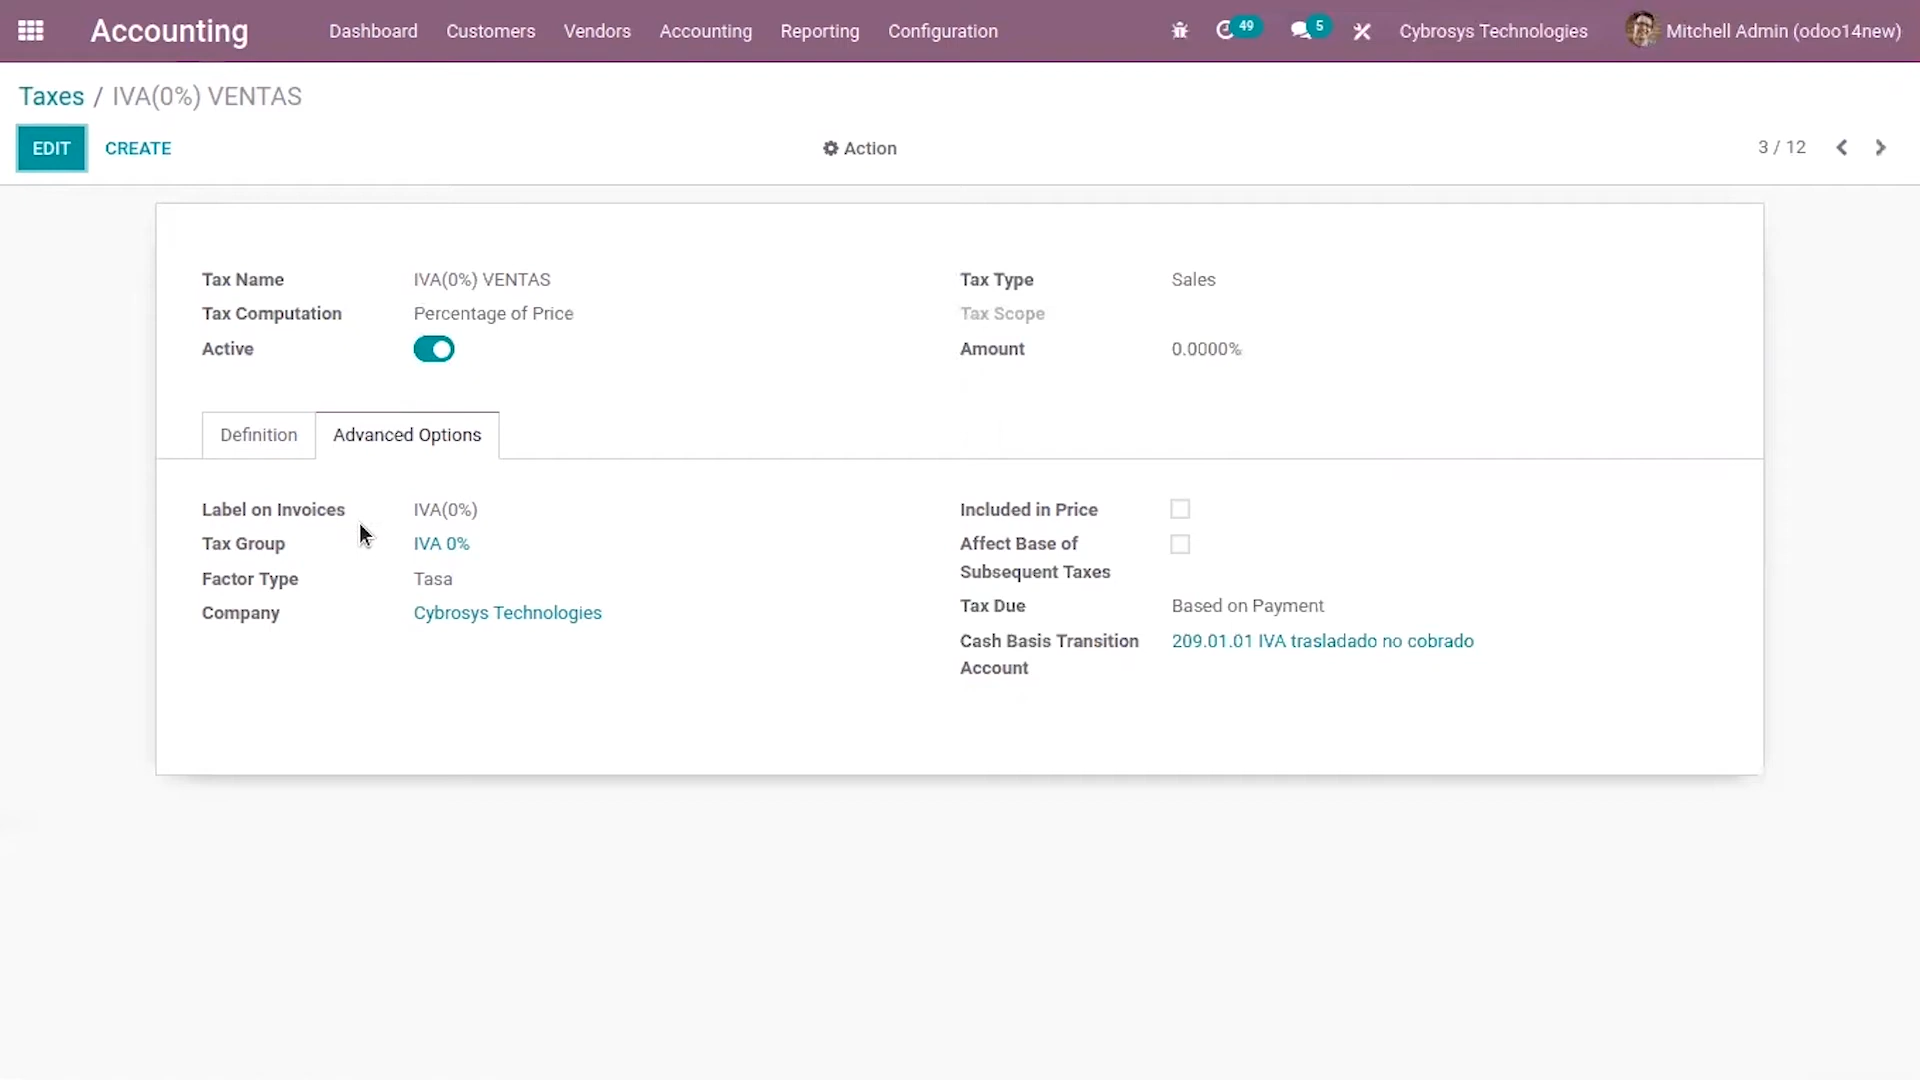 Accounting Dashboard Customers Vendors Accounting Reporting Configuration 49 5 Cybrosys Technologies Mitchell Admin (odoo14new)
Taxes / IVA(0%) VENTAS
EDIT CREATE Action 3 / 12
Tax Name IVA(0%) VENTAS Tax Type Sales
Tax Computation Percentage of Price Tax Scope
Active Amount 0.0000%
Definition Advanced Options
Label on Invoices IVA(0%) Included in Price
Tax Group IVA 0% Affect Base of
Subsequent Taxes
Factor Type Tasa
Company Cybrosys Technologies Tax Due Based on Payment
Cash Basis Transition 209.01.01 IVA trasladado no cobrado
Account